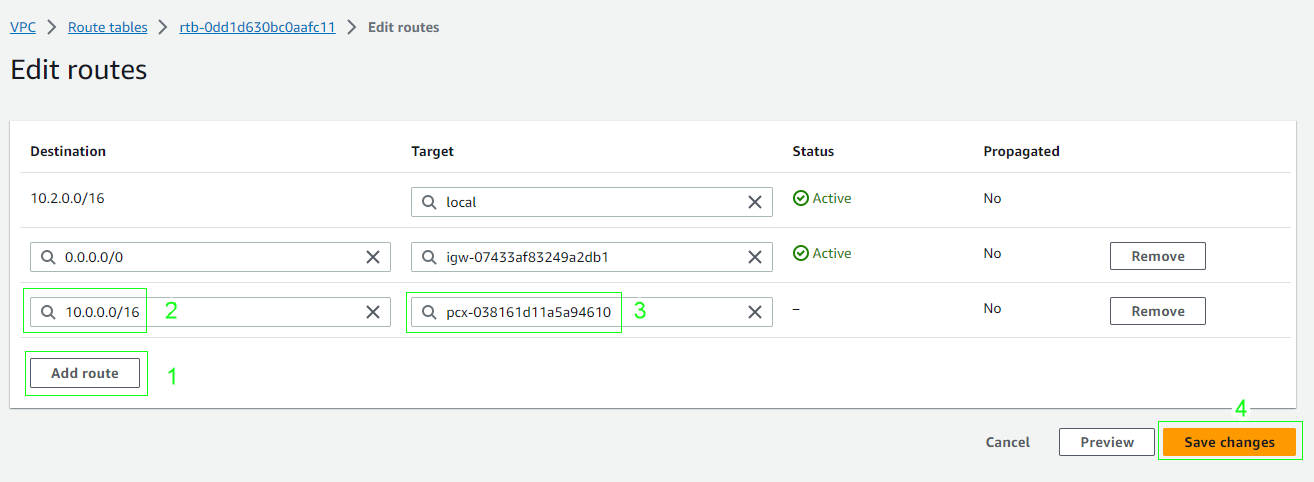 VPC > Route tables > rtb-0dd1d630bc0aafc11 > Edit routes
Edit routes
Destination Target Status Propagated
10.2.0.0/16 local Active No
0.0.0.0/0 igw-07433af83249a2db1 Active No Remove
10.0.0.0/16 2 pcx-038161d11a5a94610 3 – No Remove
Add route 1
4
Cancel Preview Save changes